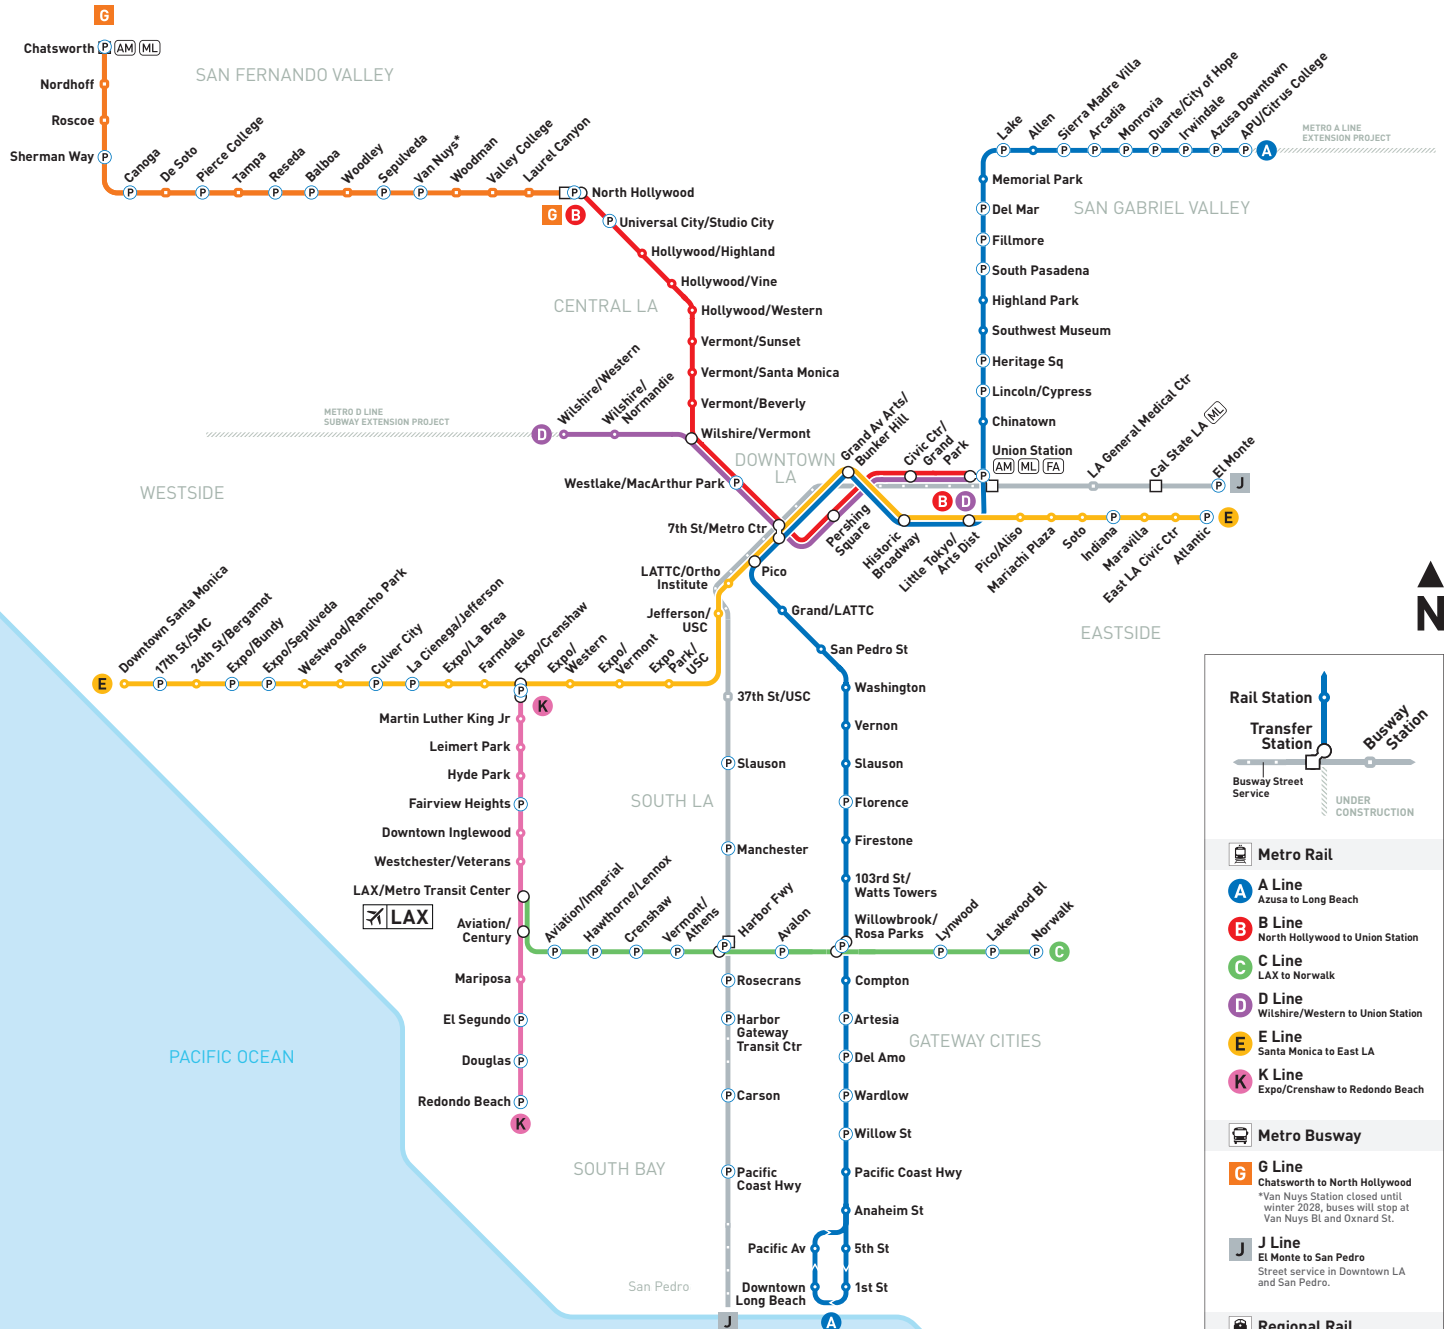 G
Chatsworth
P
AM
ML
Nordhoff
Roscoe
Sherman Way
P
SAN FERNANDO VALLEY
Canoga
De Soto
Pierce College
Tampa
Reseda
Balboa
Woodley
Sepulveda
Van Nuys*
Woodman
Valley College
Laurel Canyon
P
P
P
P
P
P
P
North Hollywood
G
B
P
Universal City/Studio City
Hollywood/Highland
Hollywood/Vine
CENTRAL LA
Hollywood/Western
Vermont/Sunset
Vermont/Santa Monica
Vermont/Beverly
Wilshire/Vermont
Wilshire/Western
Wilshire/
Normandie
METRO D LINE
SUBWAY EXTENSION PROJECT
D
Westlake/MacArthur Park
P
DOWNTOWN
LA
WESTSIDE
7th St/Metro Ctr
Pershing
Square
Grand Av Arts/
Bunker Hill
Civic Ctr/
Grand
Park
B
D
Historic
Broadway
Little Tokyo/
Arts Dist
Lake
Allen
Sierra Madre Villa
Arcadia
Monrovia
Duarte/City of Hope
Irwindale
Azusa Downtown
APU/Citrus College
P
P
P
P
P
P
P
P
A
METRO A LINE
EXTENSION PROJECT
Memorial Park
P
Del Mar
SAN GABRIEL VALLEY
P
Fillmore
P
South Pasadena
Highland Park
Southwest Museum
P
Heritage Sq
P
Lincoln/Cypress
Chinatown
Union Station
P
AM
ML
FA
LA General Medical Ctr
Cal State LA
ML
El Monte
P
J
Pico/Aliso
Mariachi Plaza
Soto
Indiana
Maravilla
East LA Civic Ctr
Atlantic
P
P
E
EASTSIDE
N
Pico
LATTC/Ortho
Institute
Jefferson/
USC
Grand/LATTC
San Pedro St
Washington
Vernon
Slauson
P
Florence
Firestone
103rd St/
Watts Towers
Willowbrook/
Rosa Parks
P
Compton
P
Artesia
GATEWAY CITIES
P
Del Amo
P
Wardlow
P
Willow St
Pacific Coast Hwy
Anaheim St
Pacific Av
5th St
Downtown
Long Beach
1st St
A
Downtown Santa Monica
17th St/SMC
26th St/Bergamot
Expo/Bundy
Expo/Sepulveda
Westwood/Rancho Park
Palms
Culver City
La Cienega/Jefferson
Expo/La Brea
Farmdale
Expo/Crenshaw
Expo/
Western
Expo/
Vermont
Expo
Park/
USC
E
P
P
P
P
P
P
K
Martin Luther King Jr
Leimert Park
Hyde Park
Fairview Heights
P
Downtown Inglewood
Westchester/Veterans
LAX/Metro Transit Center
LAX
Aviation/
Century
Mariposa
El Segundo
P
Douglas
P
Redondo Beach
P
K
Aviation/Imperial
Hawthorne/Lennox
Crenshaw
Vermont/
Athens
Harbor Fwy
Avalon
Lynwood
Lakewood Bl
Norwalk
P
P
P
P
P
P
P
P
P
C
37th St/USC
P
Slauson
SOUTH LA
P
Manchester
P
Rosecrans
P
Harbor
Gateway
Transit Ctr
P
Carson
P
Pacific
Coast Hwy
SOUTH BAY
San Pedro
J
PACIFIC OCEAN
Rail Station
Transfer
Station
Busway
Station
Busway Street
Service
UNDER
CONSTRUCTION
Metro Rail
A
A Line
Azusa to Long Beach
B
B Line
North Hollywood to Union Station
C
C Line
LAX to Norwalk
D
D Line
Wilshire/Western to Union Station
E
E Line
Santa Monica to East LA
K
K Line
Expo/Crenshaw to Redondo Beach
Metro Busway
G
G Line
Chatsworth to North Hollywood
*Van Nuys Station closed until
winter 2028, buses will stop at
Van Nuys Bl and Oxnard St.
J
J Line
El Monte to San Pedro
Street service in Downtown LA
and San Pedro.
Regional Rail